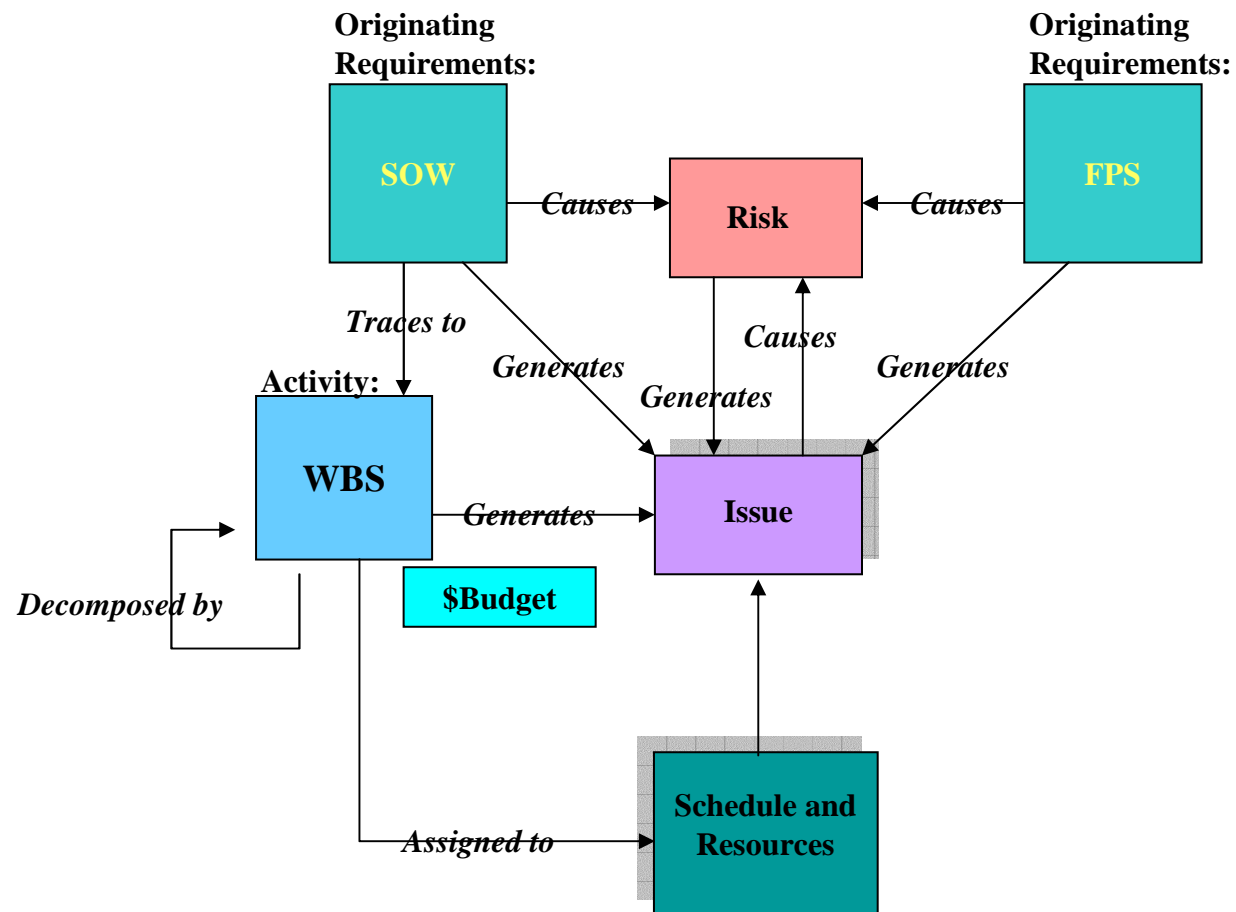 Originating
Requirements:
Originating
Requirements:
SOW
FPS
Risk
Causes
Causes
Traces to
Causes
Generates
Generates
Generates
Activity:
WBS
Issue
Generates
$Budget
Decomposed by
Schedule and
Resources
Assigned to